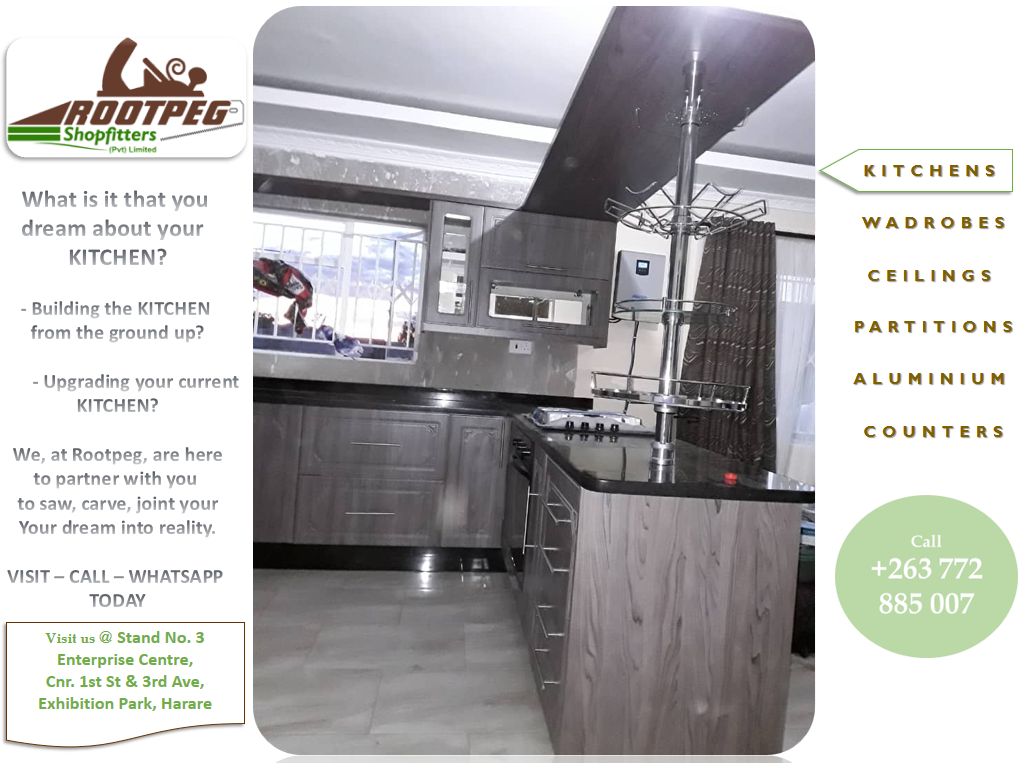 ROOTPEG
Shopfitters
(Pvt) Limited
What is it that you
dream about your
KITCHEN?
- Building the KITCHEN
from the ground up?
- Upgrading your current
KITCHEN?
We, at Rootpeg, are here
to partner with you
to saw, carve, joint your
Your dream into reality.
VISIT – CALL – WHATSAPP
TODAY
Visit us @ Stand No. 3
Enterprise Centre,
Cnr. 1st St & 3rd Ave,
Exhibition Park, Harare
KITCHENS
WADROBES
CEILINGS
PARTITIONS
ALUMINIUM
COUNTERS
Call
+263 772
885 007